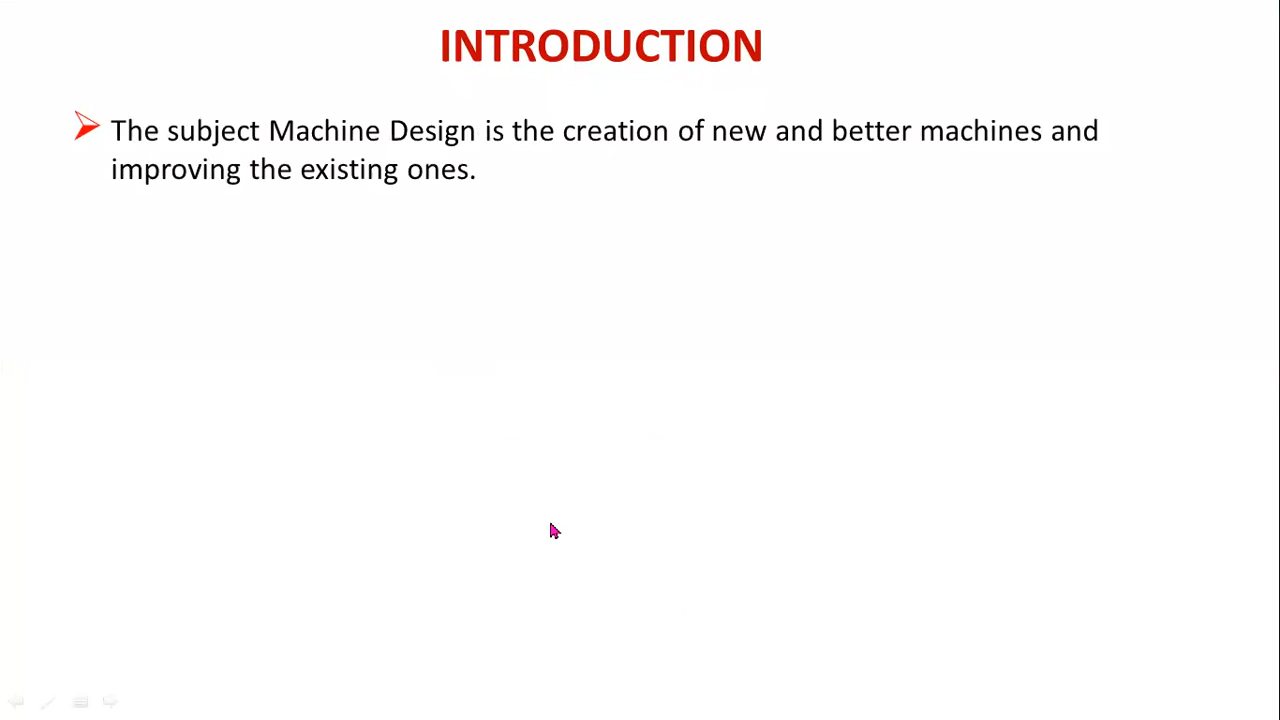 INTRODUCTION
The subject Machine Design is the creation of new and better machines and
improving the existing ones.